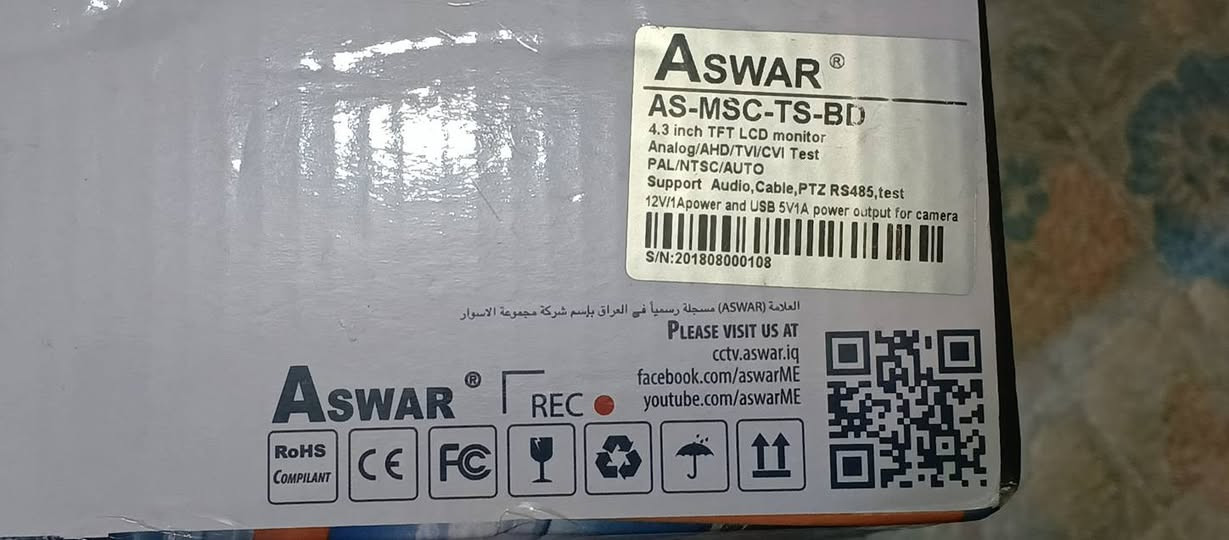 ASWAR ®
AS-MSC-TS-BD
4.3 inch TFT LCD monitor
Analog/AHD/TVI/CVI Test
PAL/NTSC/AUTO
Support Audio,Cable,PTZ RS485,test
12V/1Apower and USB 5V1A power output for camera
S/N:201808000108
العلامة (ASWAR) مسجلة رسمياً في العراق بإسم شركة مجموعة الاسوار
PLEASE VISIT US AT
cctv.aswar.iq
facebook.com/aswarME
youtube.com/aswarME
ASWAR ®
REC
RoHS
COMPILANT
CE
FC